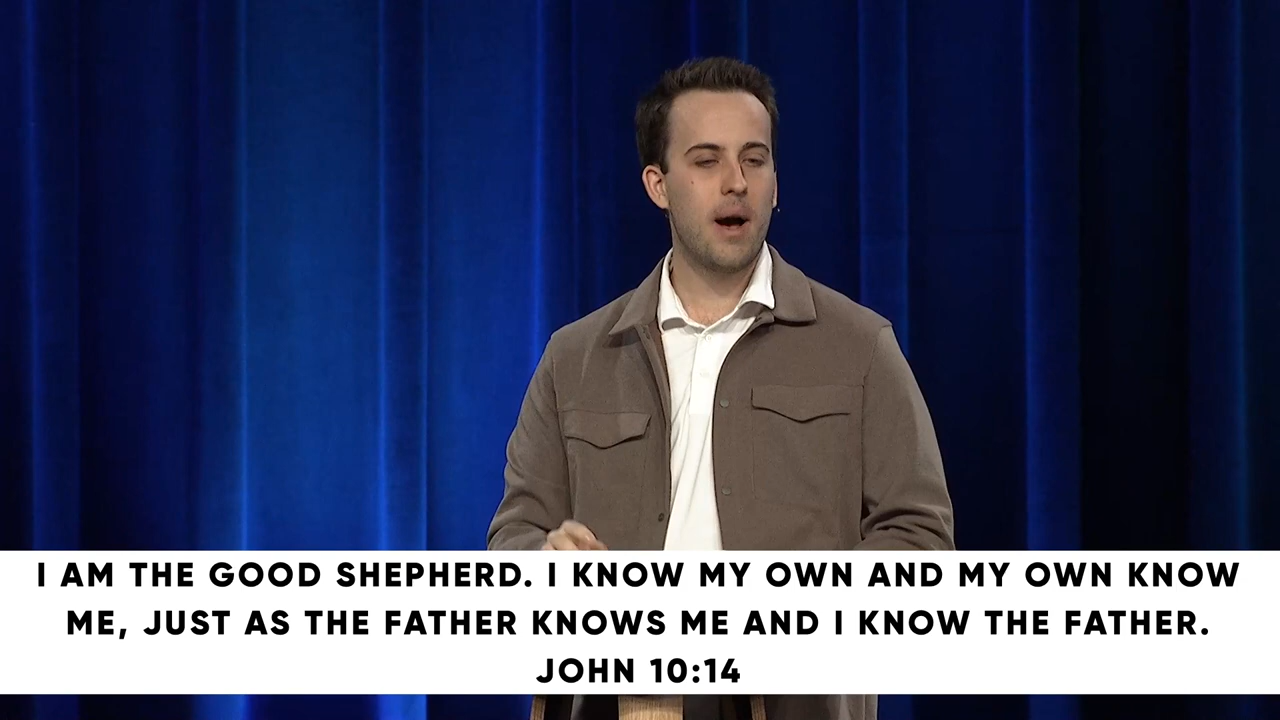 I AM THE GOOD SHEPHERD. I KNOW MY OWN AND MY OWN KNOW
ME, JUST AS THE FATHER KNOWS ME AND I KNOW THE FATHER.
JOHN 10:14